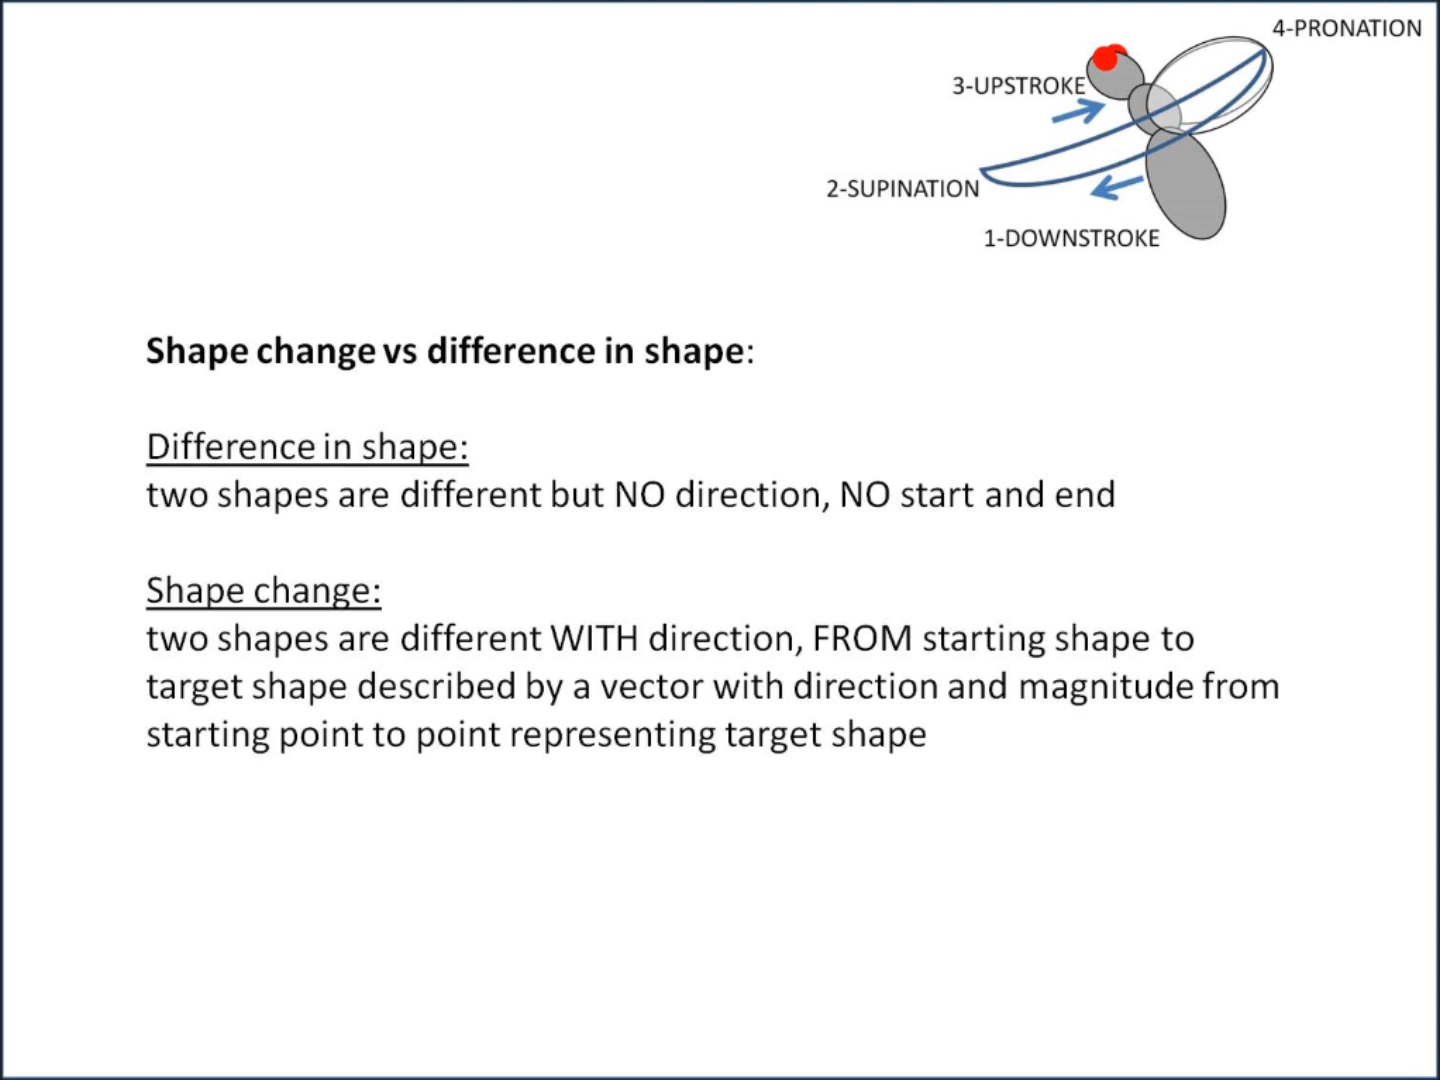 4-PRONATION
3-UPSTROKE
2-SUPINATION
1-DOWNSTROKE
Shape change vs difference in shape:
Difference in shape:
two shapes are different but NO direction, NO start and end
Shape change:
two shapes are different WITH direction, FROM starting shape to
target shape described by a vector with direction and magnitude from
starting point to point representing target shape